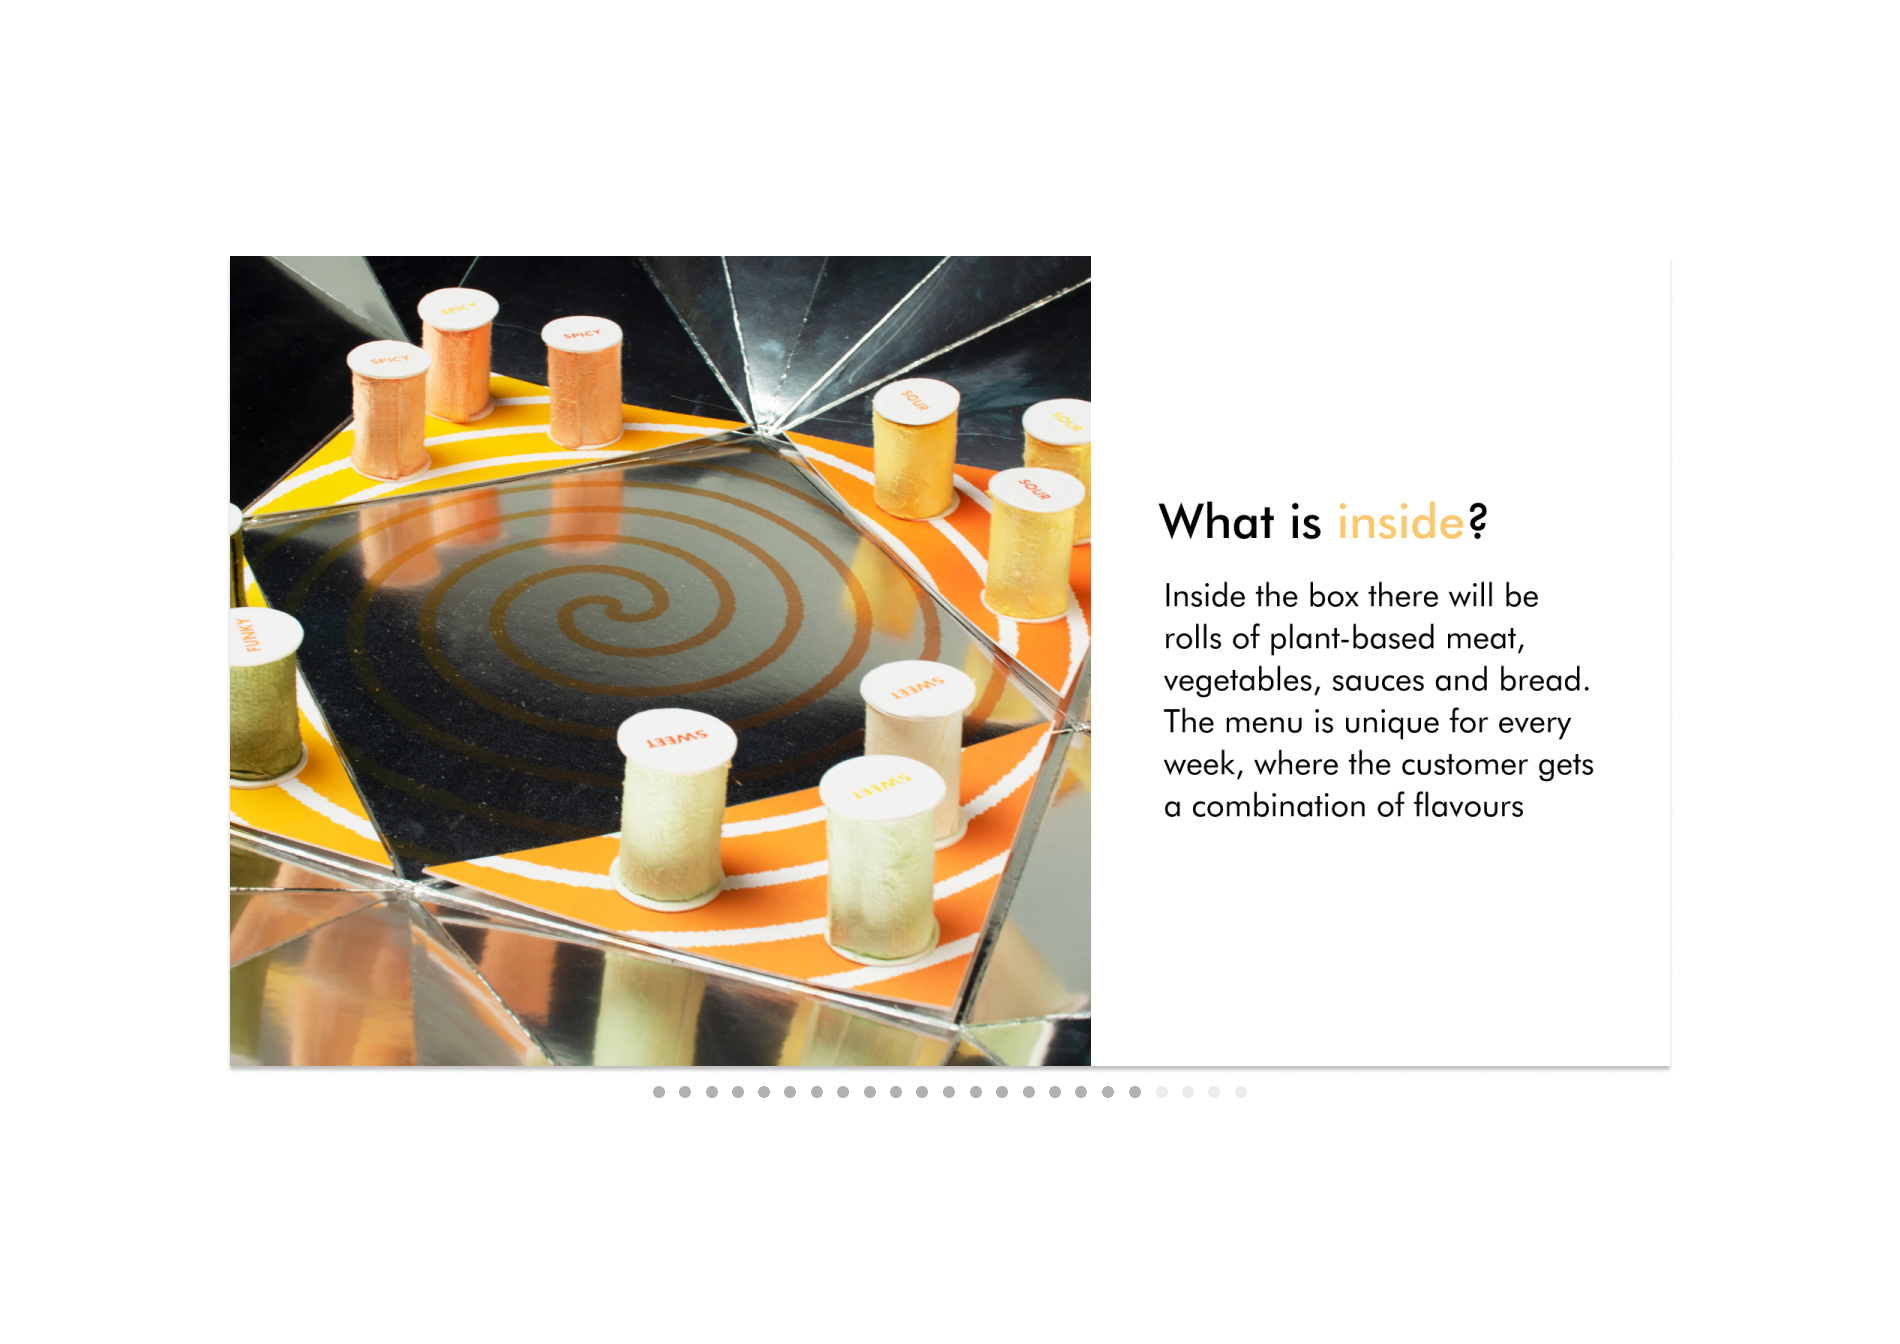 SPICY
SPICY
SPICY
SOUR
SOUR
SOUR
FUNKY
SWEET
SWEET
SWEET
What is inside?
Inside the box there will be
rolls of plant-based meat,
vegetables, sauces and bread.
The menu is unique for every
week, where the customer gets
a combination of flavours